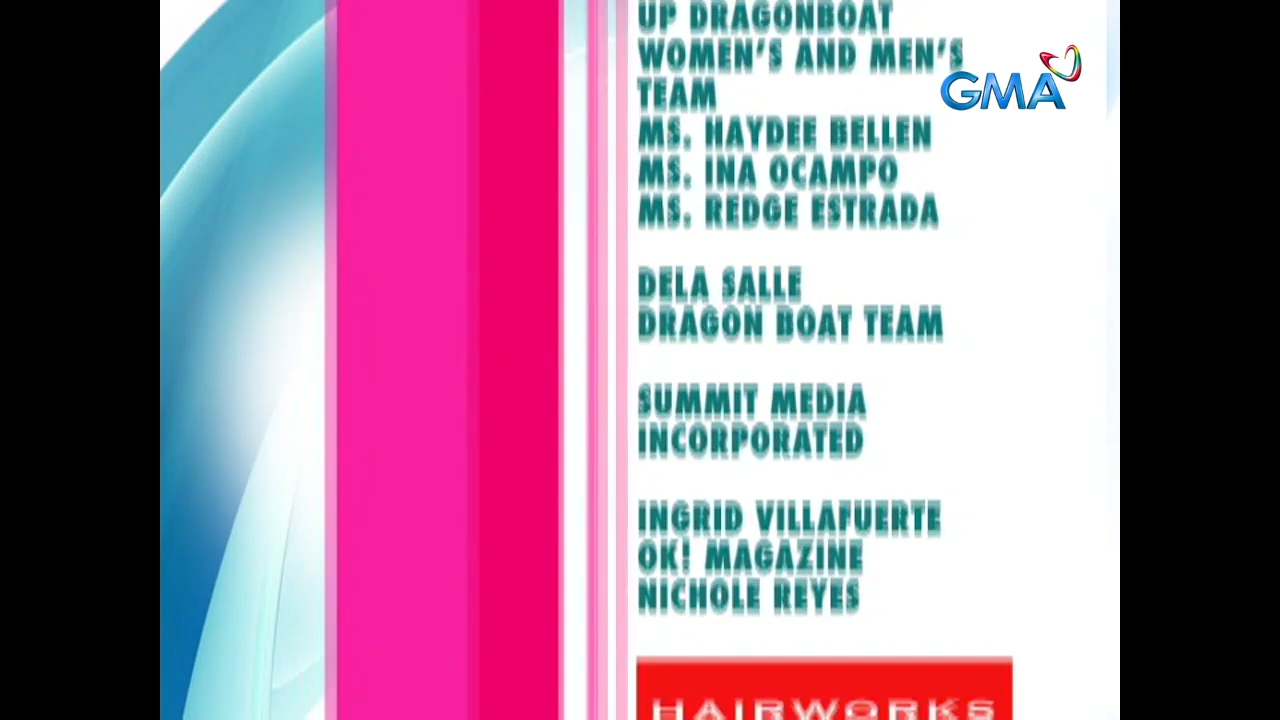 UP DRAGONBOAT
WOMEN'S AND MEN'S
TEAM
MS. HAYDEE BELLEN
MS. INA OCAMPO
MS. REDGE ESTRADA
DELA SALLE
DRAGON BOAT TEAM
SUMMIT MEDIA
INCORPORATED
INGRID VILLAFUERTE
OK! MAGAZINE
NICHOLE REYES
HAIRWORKS
GMA